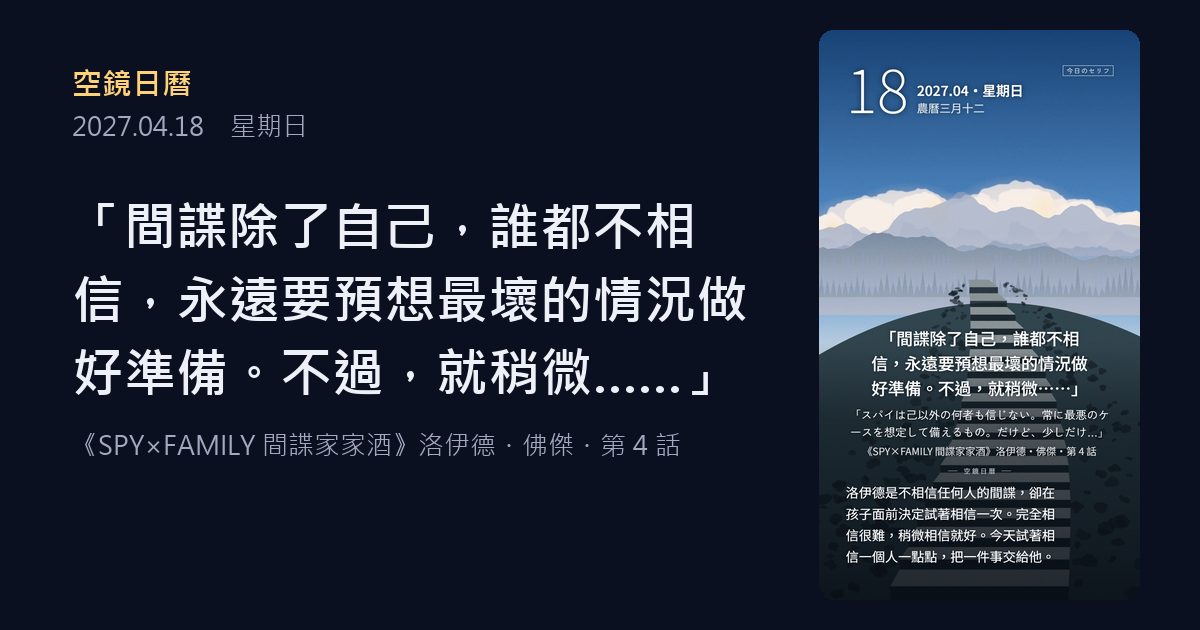 空鏡日曆
2027.04.18 星期日
「間諜除了自己，誰都不相
信，永遠要預想最壞的情況做
好準備。不過，就稍微……」
《SPY×FAMILY 間諜家家酒》洛伊德．佛傑．第 4 話
今日のセリフ
18
2027.04・星期日
農曆三月十二
「間諜除了自己，誰都不相
信，永遠要預想最壞的情況做
好準備。不過，就稍微……」
「スパイは己以外の何者も信じない。常に最悪のケ
ースを想定して備えるもの。だけど、少しだけ…」
《SPY×FAMILY 間諜家家酒》洛伊德・佛傑・第 4 話
空鏡日曆
洛伊德是不相信任何人的間諜，卻在
孩子面前決定試著相信一次。完全相
信很難，稍微相信就好。今天試著相
信一個人一點點，把一件事交給他。